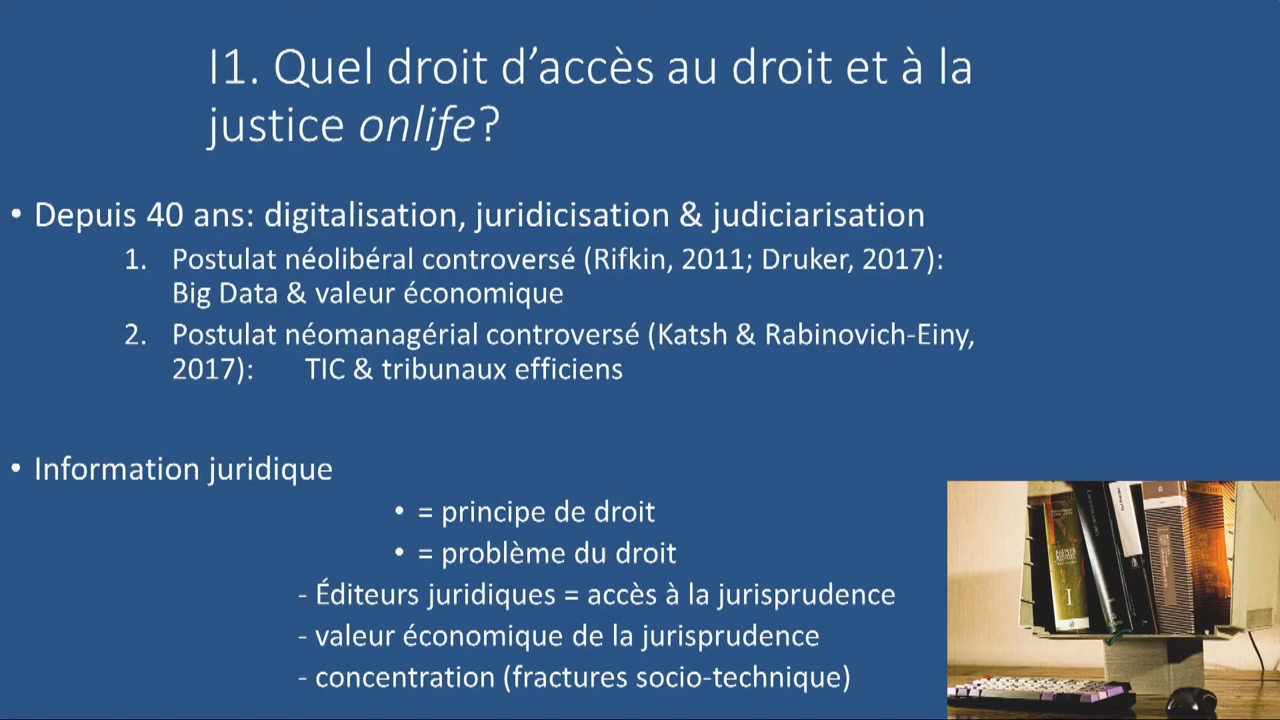 I1. Quel droit d’accès au droit et à la
justice onlife?
• Depuis 40 ans: digitalisation, juridicisation & judiciarisation
1. Postulat néolibéral controversé (Rifkin, 2011; Druker, 2017):
Big Data & valeur économique
2. Postulat néomanagérial controversé (Katsh & Rabinovich-Einy,
2017): TIC & tribunaux efficiens
• Information juridique
• = principe de droit
• = problème du droit
- Éditeurs juridiques = accès à la jurisprudence
- valeur économique de la jurisprudence
- concentration (fractures socio-technique)
I